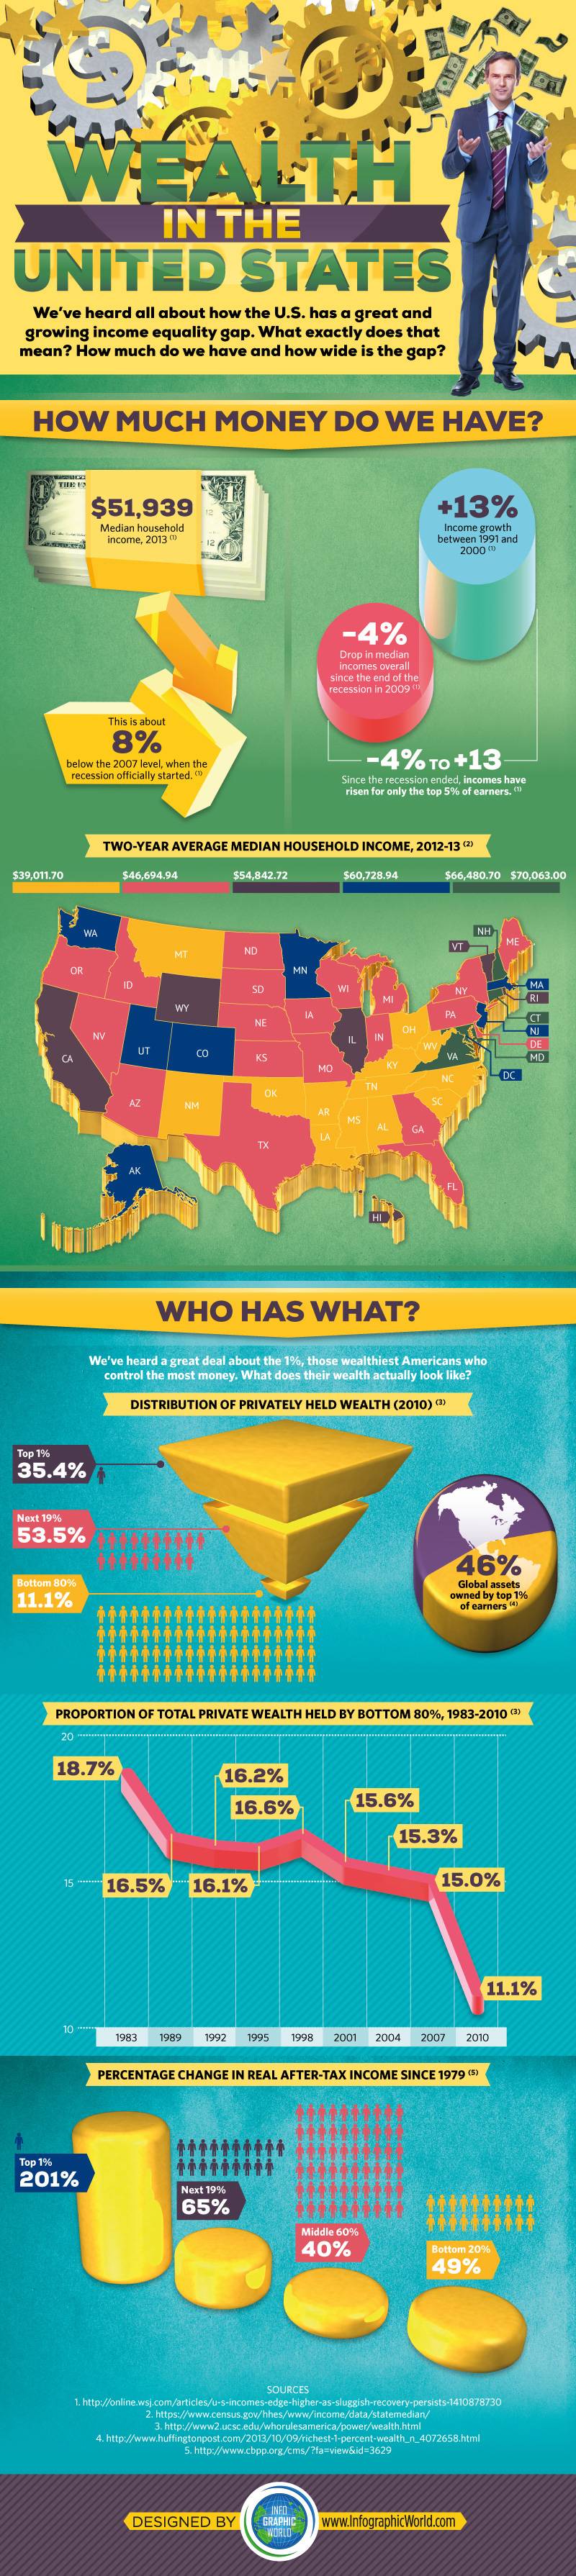 WEALTH
IN THE
UNITED STATES
We've heard all about how the U.S. has a great and
growing income equality gap. What exactly does that
mean? How much do we have and how wide is the gap?
HOW MUCH MONEY DO WE HAVE?
$51,939
Median household
income, 2013 (1)
+13%
Income growth
between 1991 and
2000 (1)
-4%
Drop in median
incomes overall
since the end of the
recession in 2009 (1)
This is about
8%
below the 2007 level, when the
recession officially started. (1)
-4% TO +13
Since the recession ended, incomes have
risen for only the top 5% of earners. (1)
TWO-YEAR AVERAGE MEDIAN HOUSEHOLD INCOME, 2012-13 (2)
$39,011.70 $46,694.94 $54,842.72 $60,728.94 $66,480.70 $70,063.00
WA
OR
ID
MT
ND
SD
MN
WI
MI
NH
VT
ME
NY
MA
RI
CT
NJ
DE
MD
DC
PA
WY
NE
IA
IL
IN
OH
WV
VA
CA
NV
UT
CO
KS
MO
KY
NC
TN
SC
AZ
NM
OK
AR
MS
AL
GA
TX
LA
FL
AK
HI
WHO HAS WHAT?
We've heard a great deal about the 1%, those wealthiest Americans who
control the most money. What does their wealth actually look like?
DISTRIBUTION OF PRIVATELY HELD WEALTH (2010) (3)
Top 1%
35.4%
Next 19%
53.5%
Bottom 80%
11.1%
46%
Global assets
owned by top 1%
of earners (4)
PROPORTION OF TOTAL PRIVATE WEALTH HELD BY BOTTOM 80%, 1983-2010 (3)
20
18.7%
16.2%
16.6%
15.6%
15.3%
15
16.5%
16.1%
15.0%
11.1%
10
1983 1989 1992 1995 1998 2001 2004 2007 2010
PERCENTAGE CHANGE IN REAL AFTER-TAX INCOME SINCE 1979 (5)
Top 1%
201%
Next 19%
65%
Middle 60%
40%
Bottom 20%
49%
SOURCES
1. http://online.wsj.com/articles/u-s-incomes-edge-higher-as-sluggish-recovery-persists-1410878730
2. https://www.census.gov/hhes/www/income/data/statemedian/
3. http://www2.ucsc.edu/whorulesamerica/power/wealth.html
4. http://www.huffingtonpost.com/2013/10/09/richest-1-percent-wealth_n_4072658.html
5. http://www.cbpp.org/cms/?fa=view&id=3629
DESIGNED BY
INFO
GRAPHIC
WORLD
www.InfographicWorld.com